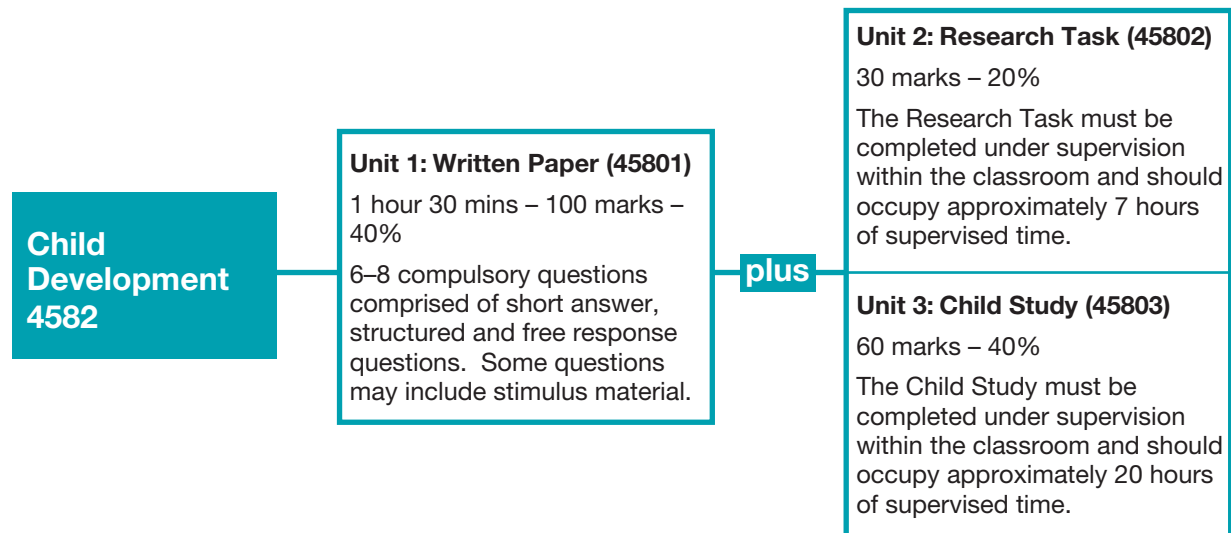 Child
Development
4582
Unit 1: Written Paper (45801)
1 hour 30 mins – 100 marks –
40%
6–8 compulsory questions
comprised of short answer,
structured and free response
questions.  Some questions
may include stimulus material.
plus
Unit 2: Research Task (45802)
30 marks – 20%
The Research Task must be
completed under supervision
within the classroom and should
occupy approximately 7 hours
of supervised time.
Unit 3: Child Study (45803)
60 marks – 40%
The Child Study must be
completed under supervision
within the classroom and should
occupy approximately 20 hours
of supervised time.